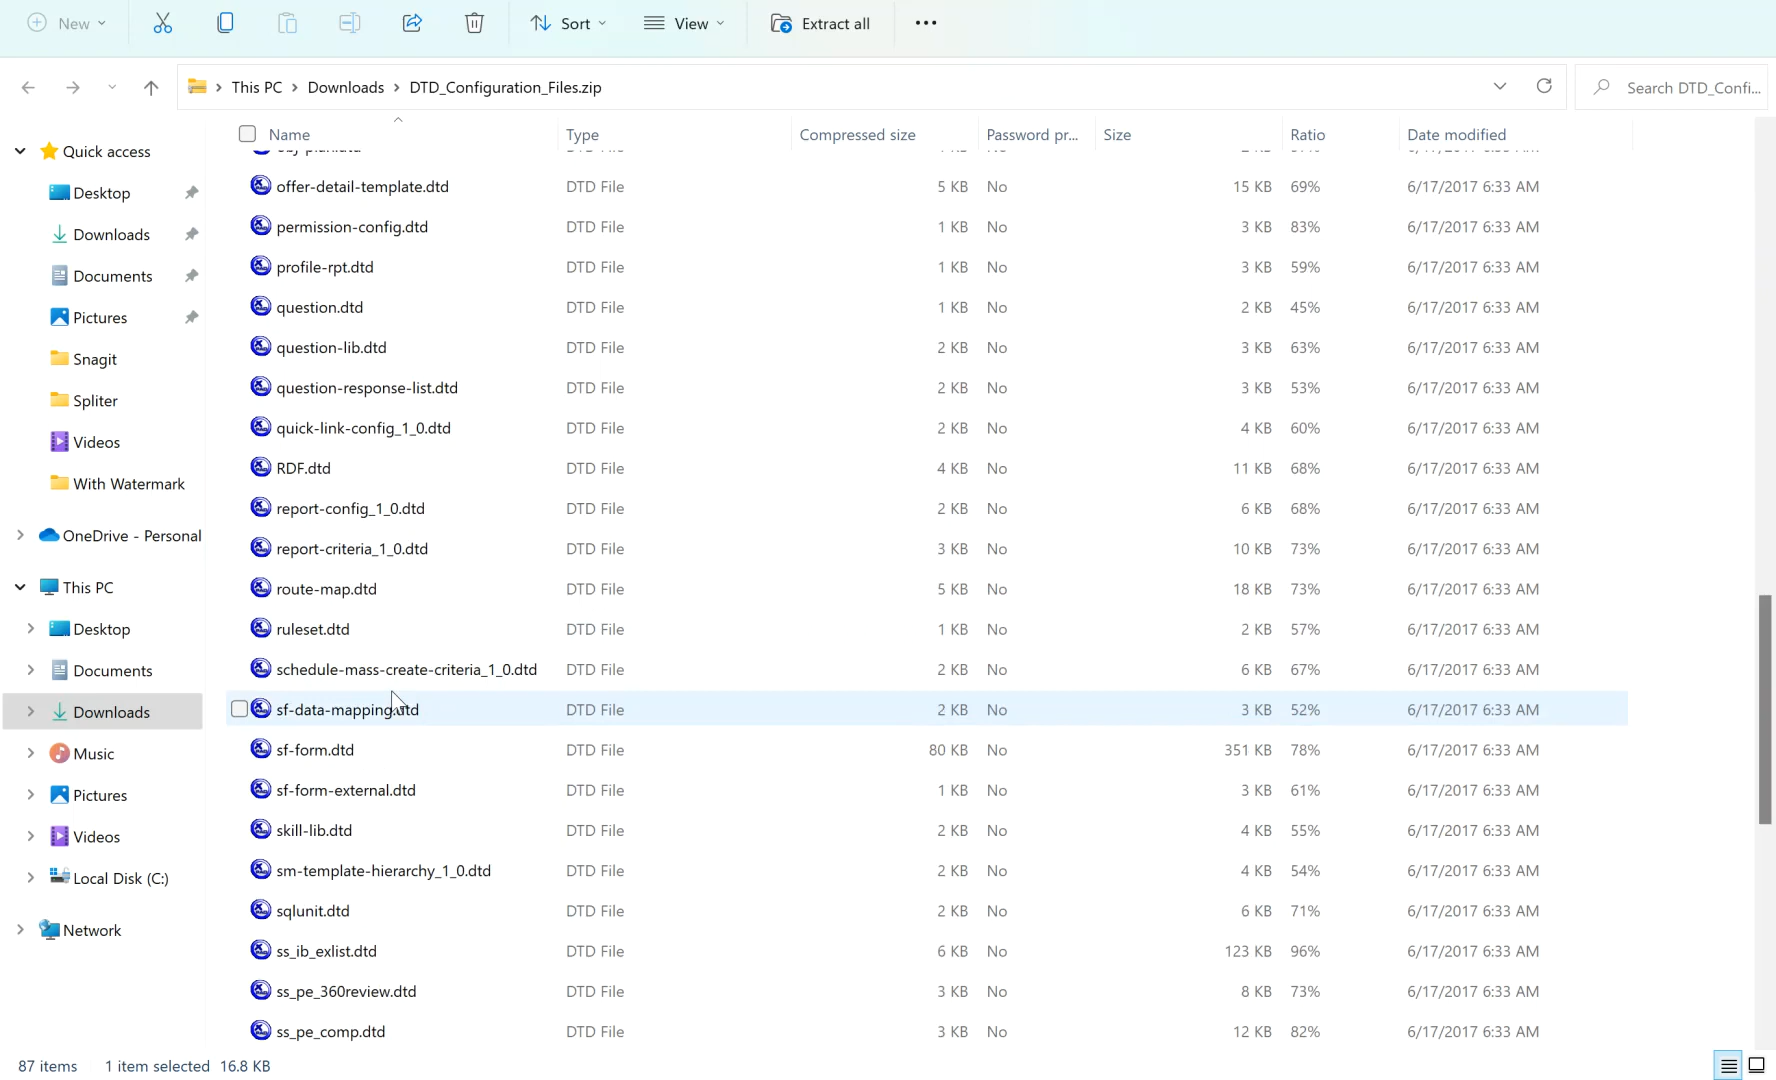 New
Sort
View
Extract all
This PC > Downloads > DTD_Configuration_Files.zip
Search DTD_Confi...
Name Type Compressed size Password pr... Size Ratio Date modified
offer-detail-template.dtd DTD File 5 KB No 15 KB 69% 6/17/2017 6:33 AM
permission-config.dtd DTD File 1 KB No 3 KB 83% 6/17/2017 6:33 AM
profile-rpt.dtd DTD File 1 KB No 3 KB 59% 6/17/2017 6:33 AM
question.dtd DTD File 1 KB No 2 KB 45% 6/17/2017 6:33 AM
question-lib.dtd DTD File 2 KB No 3 KB 63% 6/17/2017 6:33 AM
question-response-list.dtd DTD File 2 KB No 3 KB 53% 6/17/2017 6:33 AM
quick-link-config_1_0.dtd DTD File 2 KB No 4 KB 60% 6/17/2017 6:33 AM
RDF.dtd DTD File 4 KB No 11 KB 68% 6/17/2017 6:33 AM
report-config_1_0.dtd DTD File 2 KB No 6 KB 68% 6/17/2017 6:33 AM
report-criteria_1_0.dtd DTD File 3 KB No 10 KB 73% 6/17/2017 6:33 AM
route-map.dtd DTD File 5 KB No 18 KB 73% 6/17/2017 6:33 AM
ruleset.dtd DTD File 1 KB No 2 KB 57% 6/17/2017 6:33 AM
schedule-mass-create-criteria_1_0.dtd DTD File 2 KB No 6 KB 67% 6/17/2017 6:33 AM
sf-data-mapping.dtd DTD File 2 KB No 3 KB 52% 6/17/2017 6:33 AM
sf-form.dtd DTD File 80 KB No 351 KB 78% 6/17/2017 6:33 AM
sf-form-external.dtd DTD File 1 KB No 3 KB 61% 6/17/2017 6:33 AM
skill-lib.dtd DTD File 2 KB No 4 KB 55% 6/17/2017 6:33 AM
sm-template-hierarchy_1_0.dtd DTD File 2 KB No 4 KB 54% 6/17/2017 6:33 AM
sqlunit.dtd DTD File 2 KB No 6 KB 71% 6/17/2017 6:33 AM
ss_ib_exlist.dtd DTD File 6 KB No 123 KB 96% 6/17/2017 6:33 AM
ss_pe_360review.dtd DTD File 3 KB No 8 KB 73% 6/17/2017 6:33 AM
ss_pe_comp.dtd DTD File 3 KB No 12 KB 82% 6/17/2017 6:33 AM
Quick access
Desktop
Downloads
Documents
Pictures
Snagit
Spliter
Videos
With Watermark
OneDrive - Personal
This PC
Desktop
Documents
Downloads
Music
Pictures
Videos
Local Disk (C:)
Network
87 items 1 item selected 16.8 KB